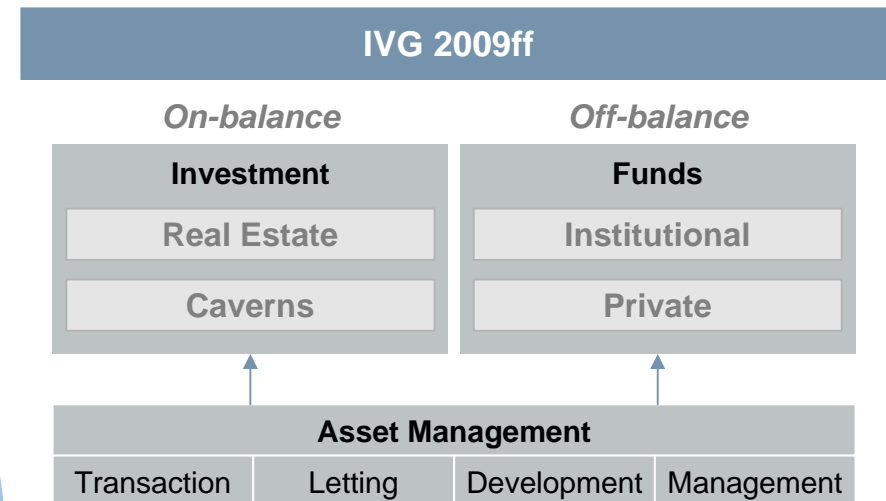 IVG 2009ff
On-balance
Off-balance
Investment
Funds
Real Estate
Institutional
Caverns
Private
Asset Management
Transaction
Letting
Development
Management